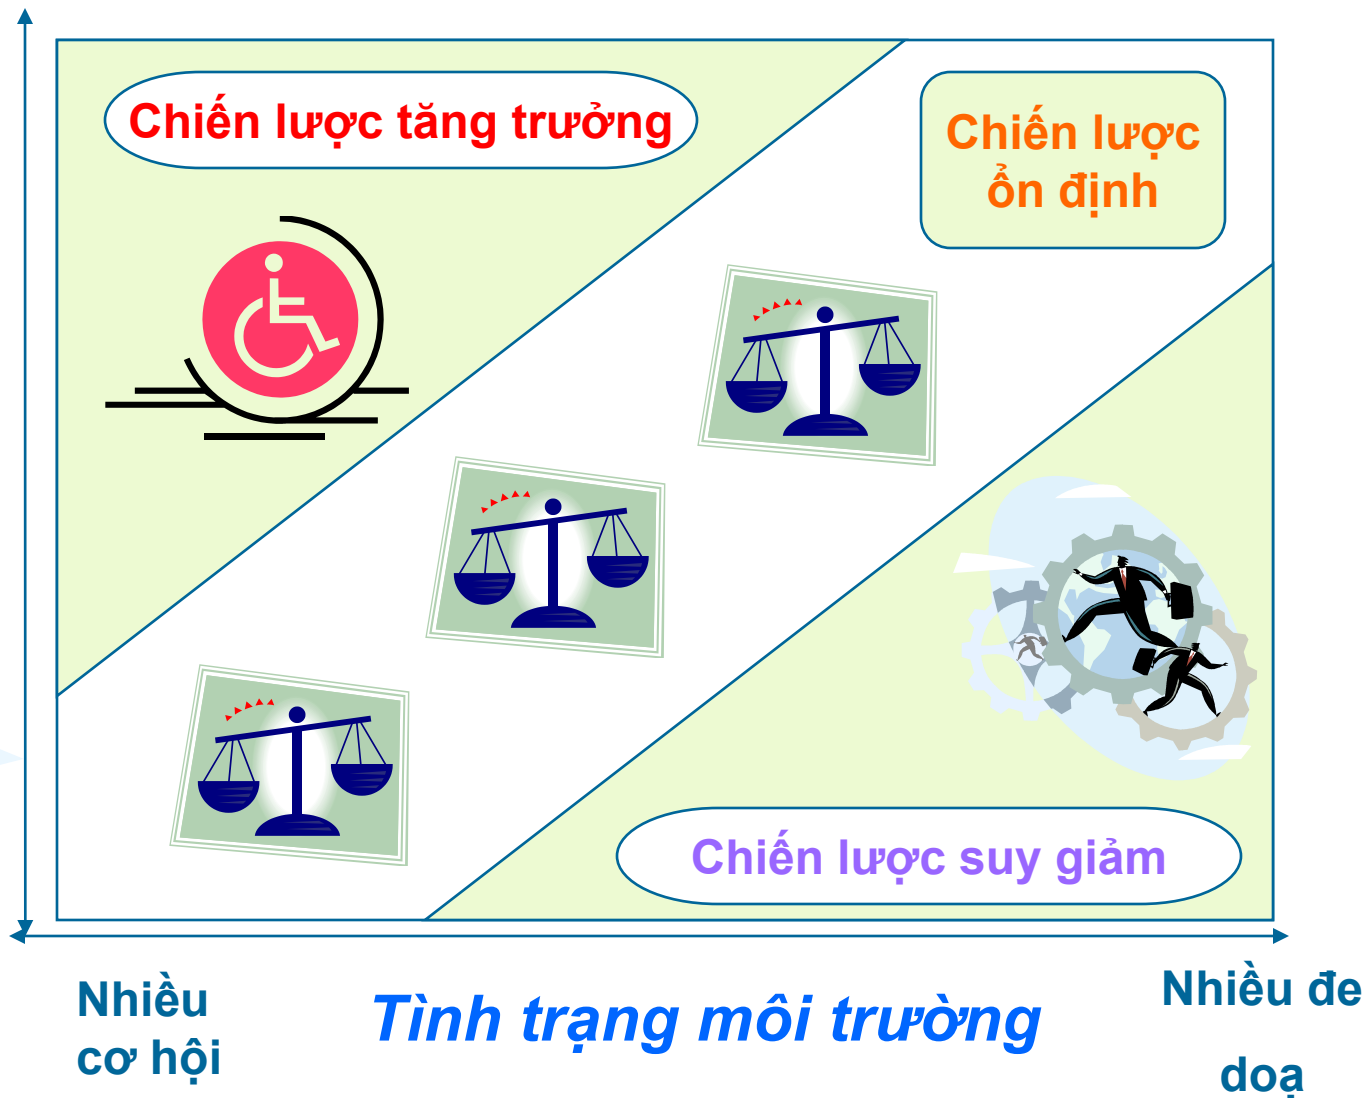 Chiến lược tăng trưởng
Chiến lược
ổn định
Chiến lược suy giảm
Nhiều
cơ hội
Tình trạng môi trường
Nhiều đe
doạ